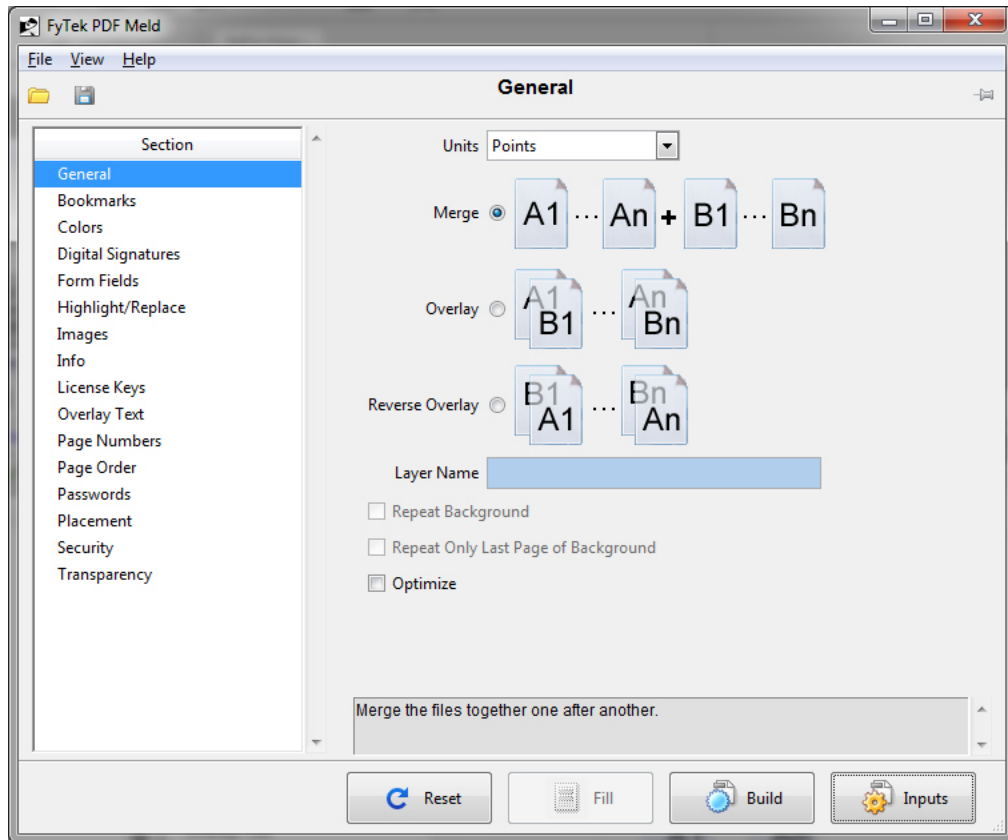 FyTek PDF Meld
File View Help
General
Section
General
Bookmarks
Colors
Digital Signatures
Form Fields
Highlight/Replace
Images
Info
License Keys
Overlay Text
Page Numbers
Page Order
Passwords
Placement
Security
Transparency
Units Points
Merge A1 ... An + B1 ... Bn
Overlay A1 B1 ... An Bn
Reverse Overlay B1 A1 ... Bn An
Layer Name
Repeat Background
Repeat Only Last Page of Background
Optimize
Merge the files together one after another.
Reset Fill Build Inputs